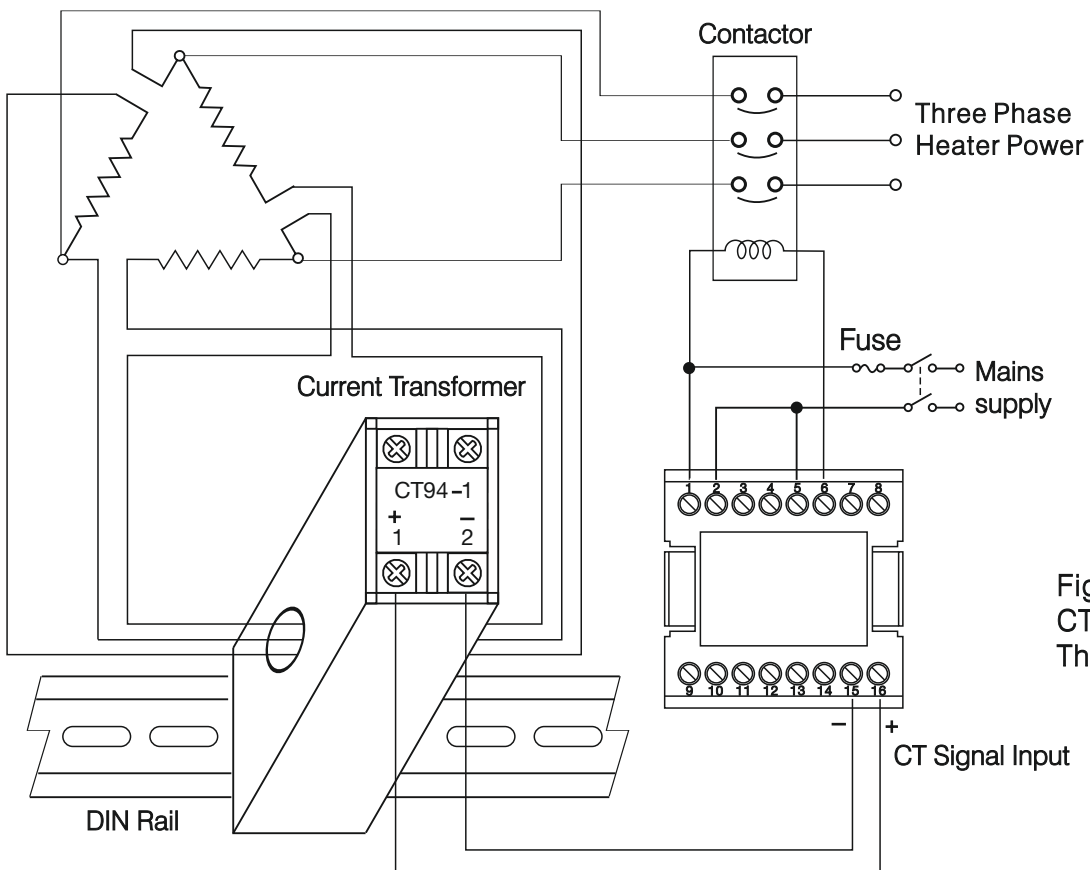 Contactor
Three Phase
Heater Power
Fuse
Mains
supply
Current Transformer
CT94-1
+ −
1 2
1 2 3 4 5 6 7 8
9 10 11 12 13 14 15 16
− +
CT Signal Input
DIN Rail
Fig
CT
Th